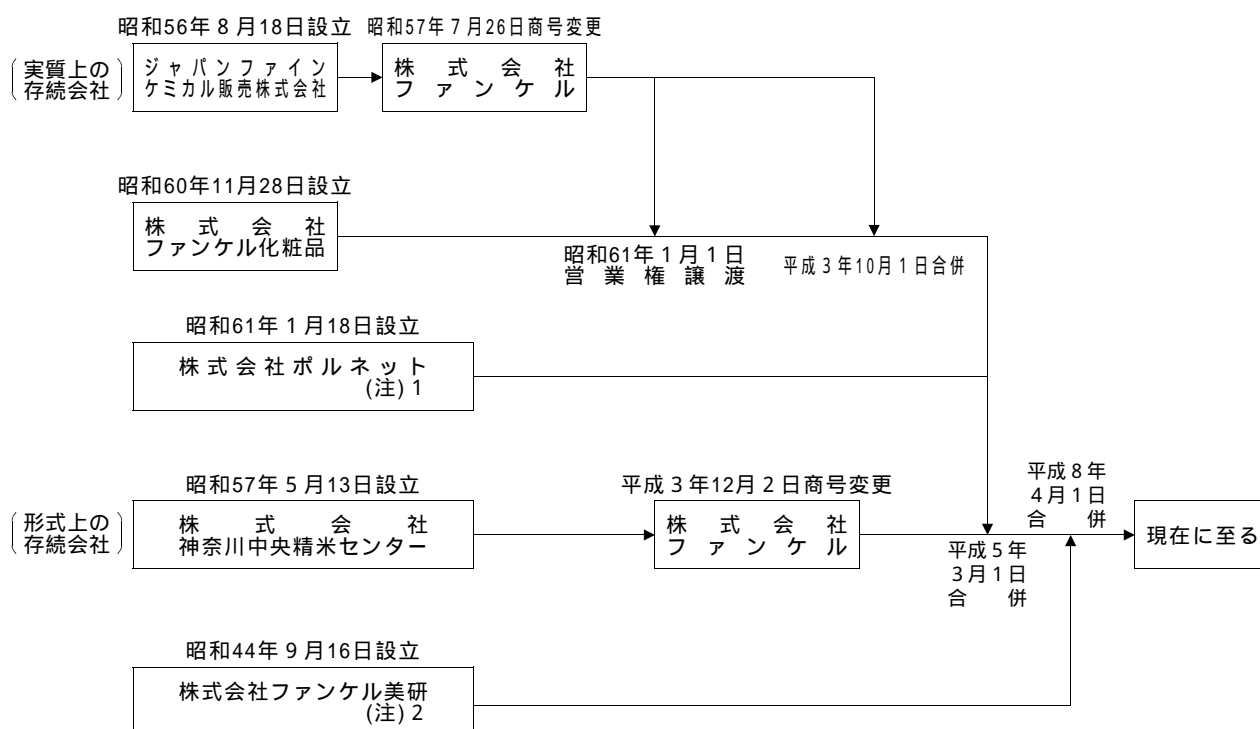 昭和56年8月18日設立 昭和57年7月26日商号変更
(実質上の
存続会社)
ジャパンファイン
ケミカル販売株式会社
株式会社
ファンケル
昭和60年11月28日設立
株式会社
ファンケル化粧品
昭和61年1月1日
営業権譲渡
平成3年10月1日合併
昭和61年1月18日設立
株式会社ポルネット
(注)1
昭和57年5月13日設立
(形式上の
存続会社)
株式会社
神奈川中央精米センター
平成3年12月2日商号変更
株式会社
ファンケル
平成5年
3月1日
合併
平成8年
4月1日
合併
現在に至る
昭和44年9月16日設立
株式会社ファンケル美研
(注)2